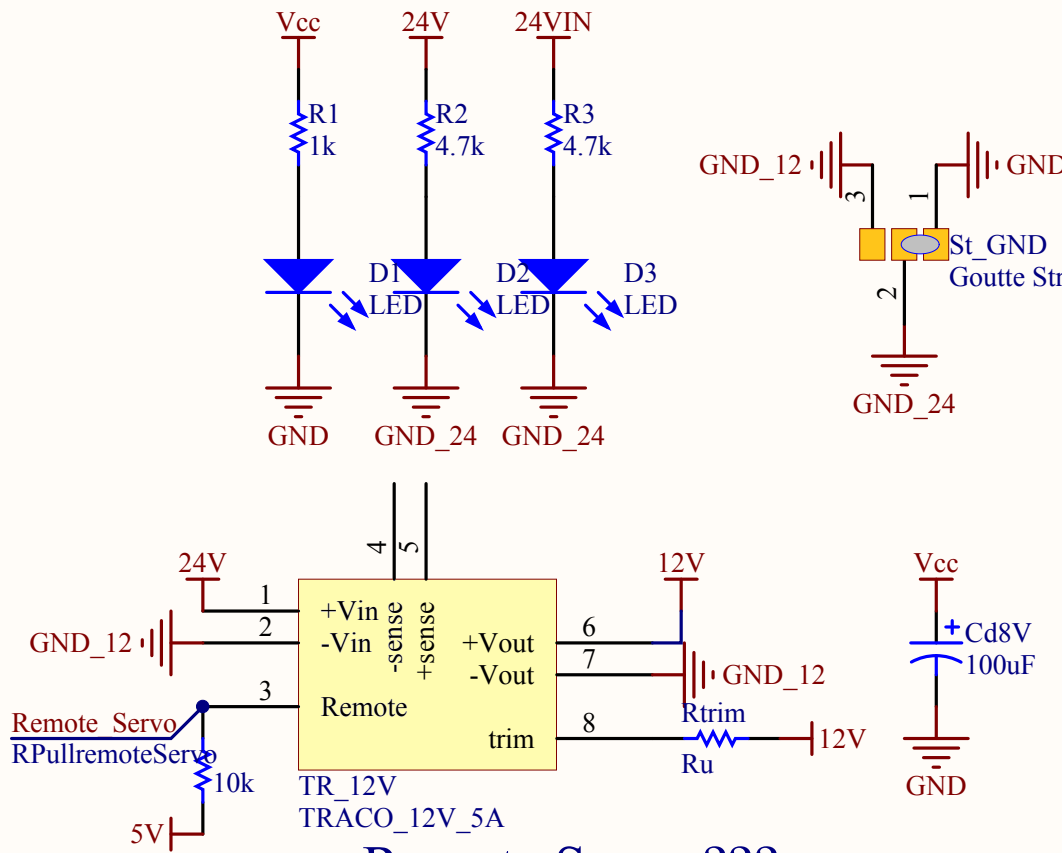 Vcc
24V
24VIN
R1
1k
R2
4.7k
R3
4.7k
D1
LED
D2
LED
D3
LED
GND
GND_24
GND_24
GND_12
3
1
GND
St_GND
Goutte Str
2
GND_24
4
5
24V
1
+Vin
GND_12
2
-Vin
-sense
+sense
3
Remote
Remote_Servo
RPullremoteServo
10k
5V
+Vout
6
12V
-Vout
7
GND_12
trim
8
Rtrim
Ru
12V
TR_12V
TRACO_12V_5A
Vcc
+
Cd8V
100uF
GND